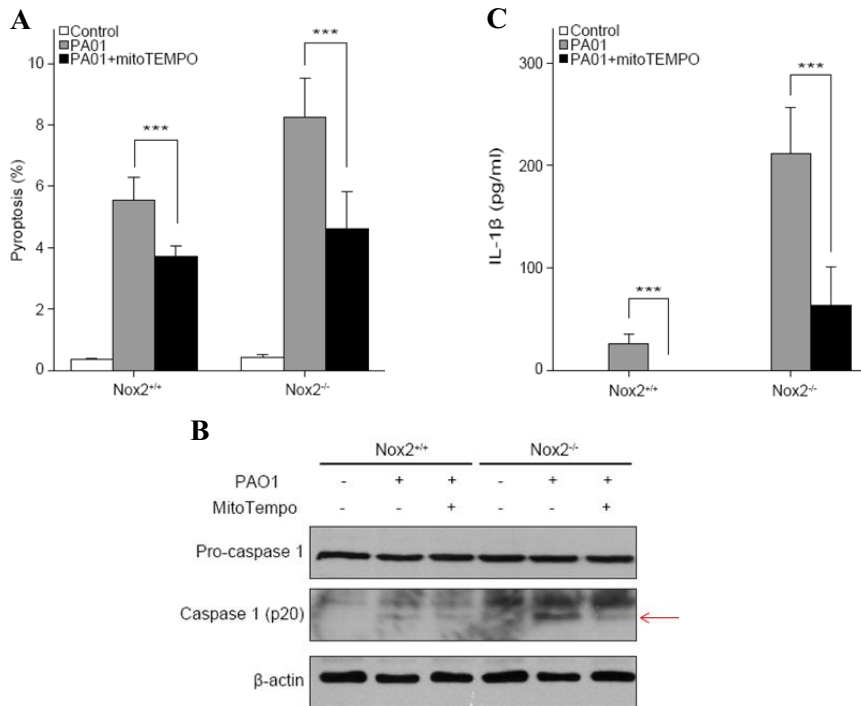 A
Control
PA01
PA01+mitoTEMPO
10
8
6
4
2
0
Pyroptosis (%)
***
***
Nox2+/+
Nox2-/-
C
Control
PA01
PA01+mitoTEMPO
300
200
100
0
IL-1β (pg/ml)
***
***
Nox2+/+
Nox2-/-
B
Nox2+/+ Nox2-/-
PAO1 - + + - + +
MitoTempo - - + - - +
Pro-caspase 1
Caspase 1 (p20)
β-actin